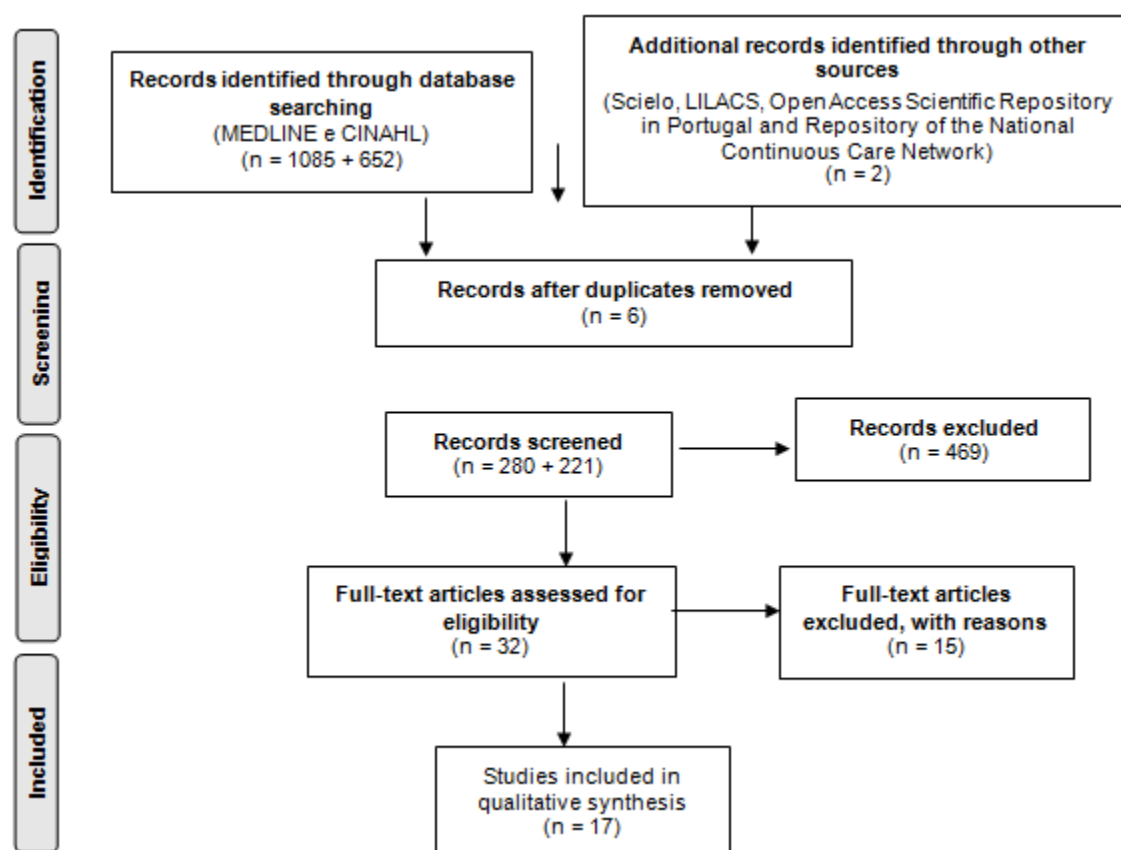 Identification
Records identified through database
searching
(MEDLINE e CINAHL)
(n = 1085 + 652)
Additional records identified through other
sources
(Scielo, LILACS, Open Access Scientific Repository
in Portugal and Repository of the National
Continuous Care Network)
(n = 2)
Screening
Records after duplicates removed
(n = 6)
Eligibility
Records screened
(n = 280 + 221)
Records excluded
(n = 469)
Full-text articles assessed for
eligibility
(n = 32)
Full-text articles
excluded, with reasons
(n = 15)
Included
Studies included in
qualitative synthesis
(n = 17)